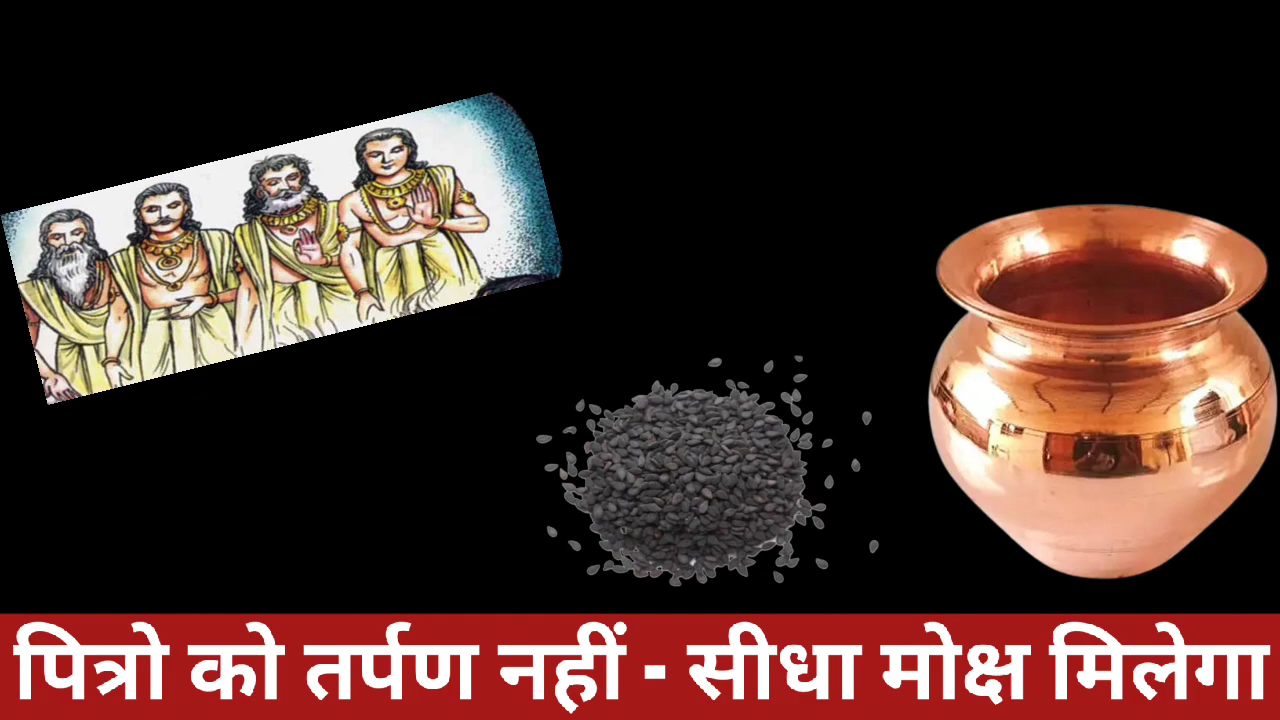 पित्रो को तर्पण नहीं - सीधा मोक्ष मिलेगा